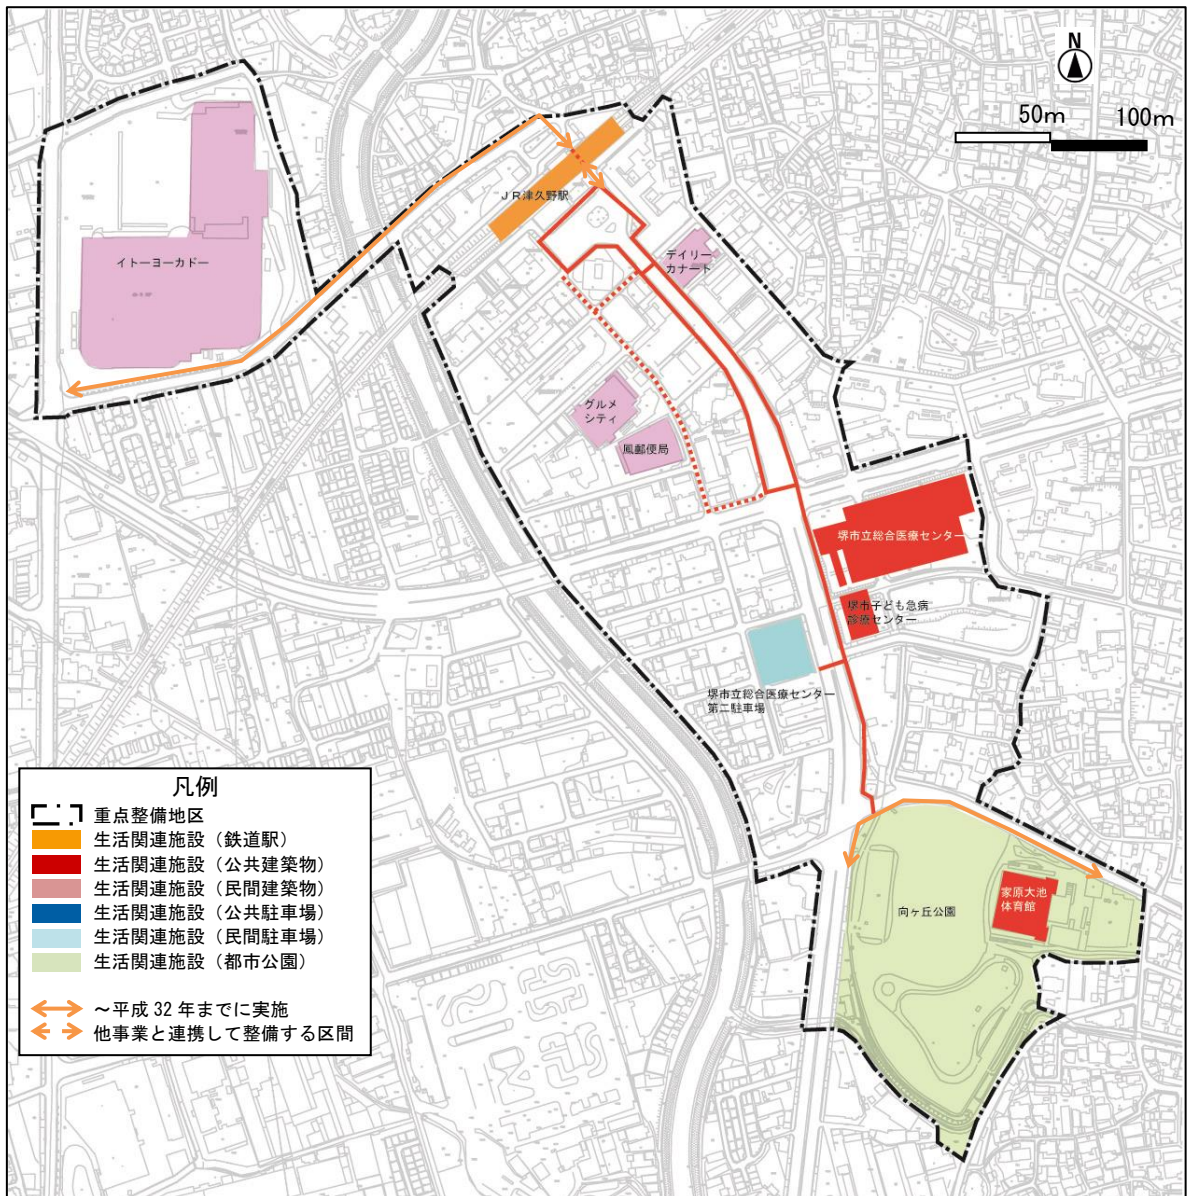 N
50m 100m
JR津久野駅
イトーヨーカドー
デイリー
カナート
グルメ
シティ
鳳郵便局
堺市立総合医療センター
堺市子ども急病
診療センター
堺市立総合医療センター
第二駐車場
家原大池
体育館
向ヶ丘公園
凡例
重点整備地区
生活関連施設（鉄道駅）
生活関連施設（公共建築物）
生活関連施設（民間建築物）
生活関連施設（公共駐車場）
生活関連施設（民間駐車場）
生活関連施設（都市公園）
～平成 32 年までに実施
他事業と連携して整備する区間